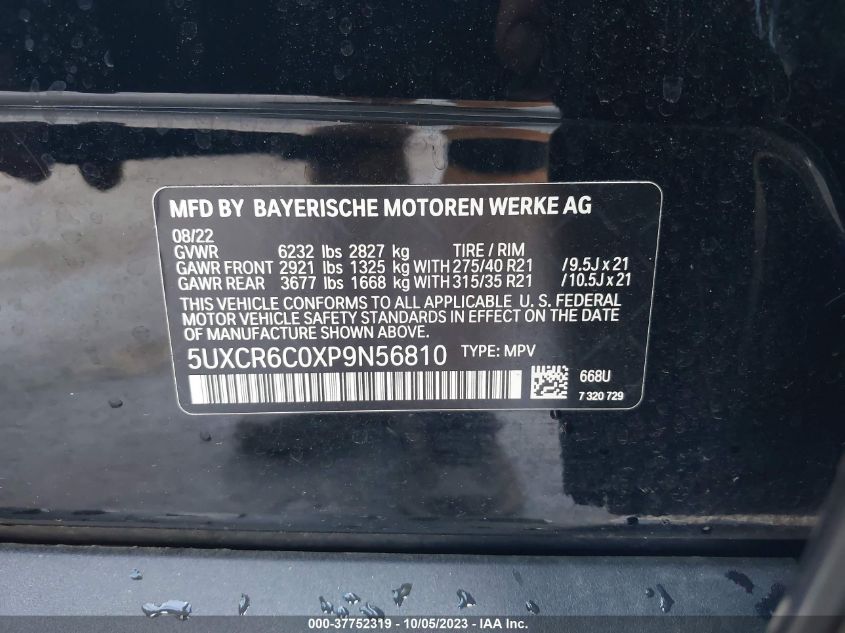 MFD BY BAYERISCHE MOTOREN WERKE AG
08/22
GVWR 6232 lbs 2827 kg TIRE / RIM
GAWR FRONT 2921 lbs 1325 kg WITH 275/40 R21 /9.5J x 21
GAWR REAR 3677 lbs 1668 kg WITH 315/35 R21 /10.5J x 21
THIS VEHICLE CONFORMS TO ALL APPLICABLE U. S. FEDERAL
MOTOR VEHICLE SAFETY STANDARDS IN EFFECT ON THE DATE
OF MANUFACTURE SHOWN ABOVE.
5UXCR6C0XP9N56810 TYPE: MPV
668U
7 320 729
000-37752319 - 10/05/2023 - IAA Inc.